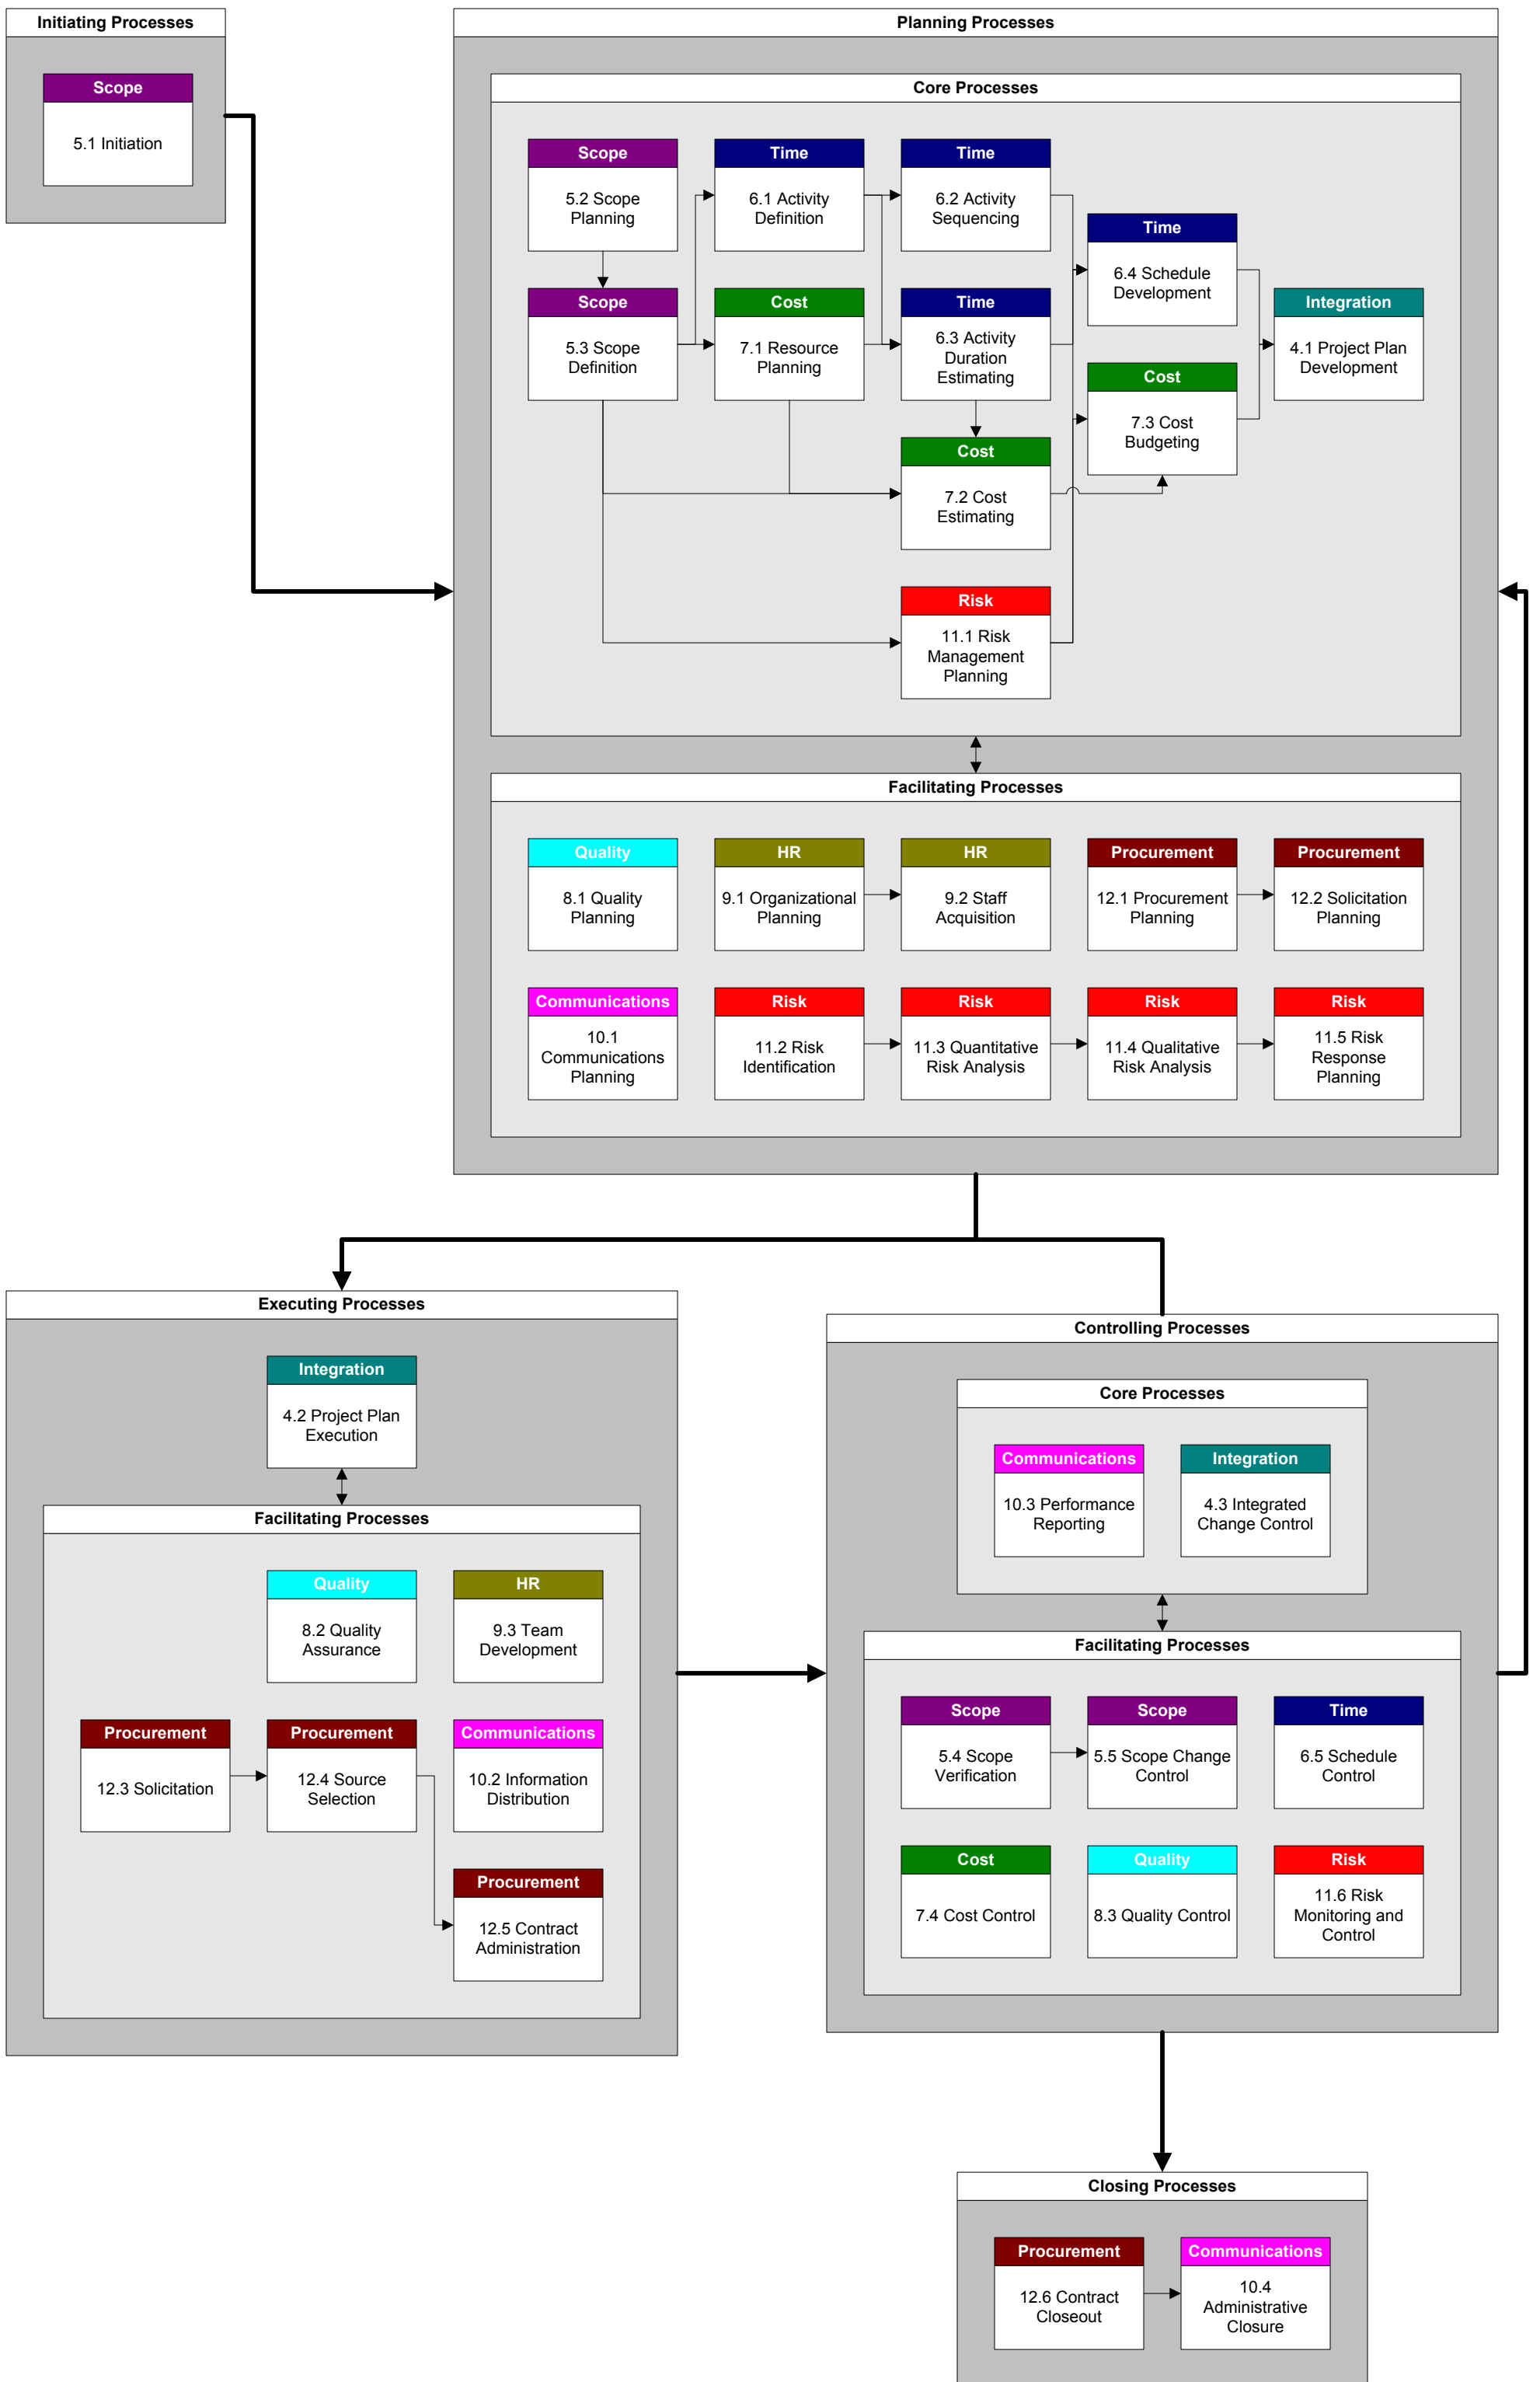 Initiating Processes
Scope
5.1 Initiation
Planning Processes
Core Processes
Scope
5.2 Scope
Planning
Time
6.1 Activity
Definition
Time
6.2 Activity
Sequencing
Time
6.4 Schedule
Development
Scope
5.3 Scope
Definition
Cost
7.1 Resource
Planning
Time
6.3 Activity
Duration
Estimating
Integration
4.1 Project Plan
Development
Cost
7.3 Cost
Budgeting
Cost
7.2 Cost
Estimating
Risk
11.1 Risk
Management
Planning
Facilitating Processes
Quality
8.1 Quality
Planning
HR
9.1 Organizational
Planning
HR
9.2 Staff
Acquisition
Procurement
12.1 Procurement
Planning
Procurement
12.2 Solicitation
Planning
Communications
10.1
Communications
Planning
Risk
11.2 Risk
Identification
Risk
11.3 Quantitative
Risk Analysis
Risk
11.4 Qualitative
Risk Analysis
Risk
11.5 Risk
Response
Planning
Executing Processes
Integration
4.2 Project Plan
Execution
Facilitating Processes
Quality
8.2 Quality
Assurance
HR
9.3 Team
Development
Procurement
12.3 Solicitation
Procurement
12.4 Source
Selection
Communications
10.2 Information
Distribution
Procurement
12.5 Contract
Administration
Controlling Processes
Core Processes
Communications
10.3 Performance
Reporting
Integration
4.3 Integrated
Change Control
Facilitating Processes
Scope
5.4 Scope
Verification
Scope
5.5 Scope Change
Control
Time
6.5 Schedule
Control
Cost
7.4 Cost Control
Quality
8.3 Quality Control
Risk
11.6 Risk
Monitoring and
Control
Closing Processes
Procurement
12.6 Contract
Closeout
Communications
10.4
Administrative
Closure